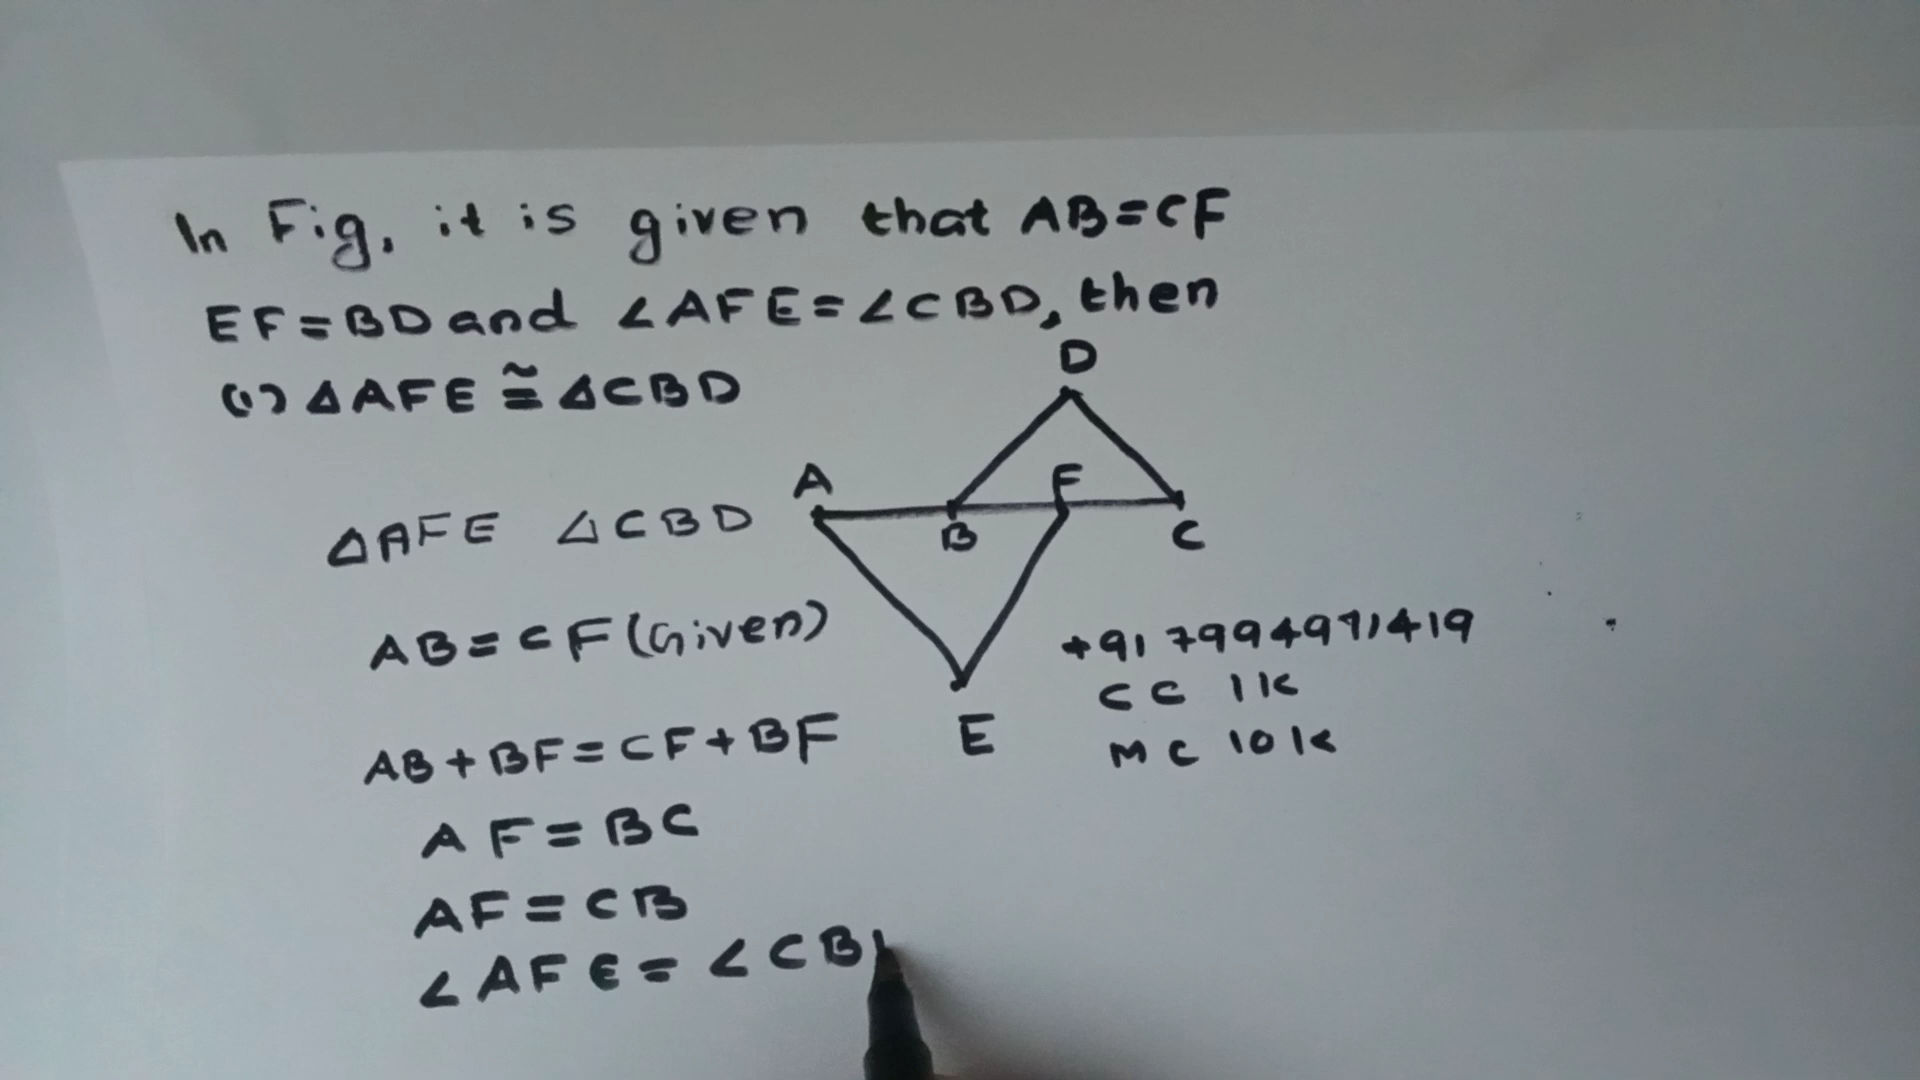 In Fig, it is given that AB=CF
EF=BD and ∠AFE=∠CBD, then
(i) ΔAFE ≅ ΔCBD
D
A
F
B
C
E
ΔAFE ΔCBD
AB=CF (Given)
AB+BF=CF+BF
AF=BC
AF=CB
∠AFE=∠CB
+91 7994971419
CC 1K
MC 10K